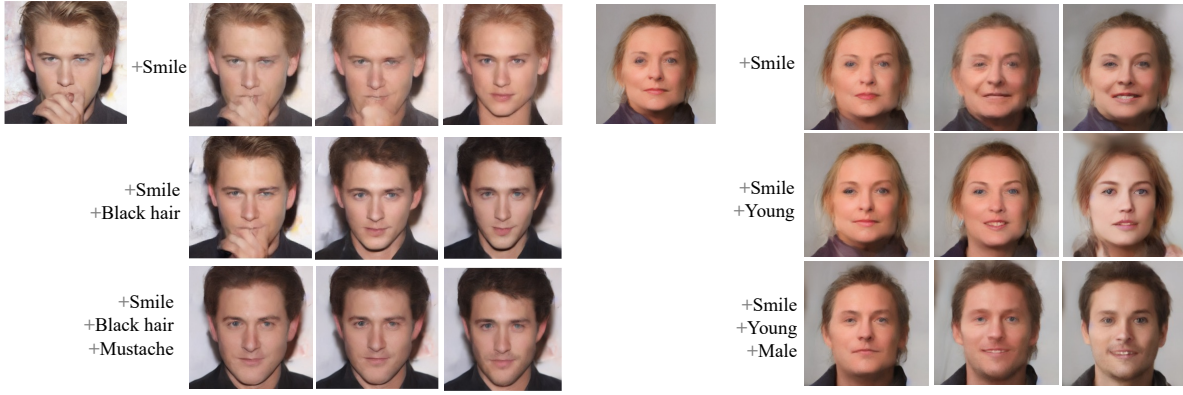 +Smile
+Smile
+Black hair
+Smile
+Black hair
+Mustache
+Smile
+Smile
+Young
+Smile
+Young
+Male